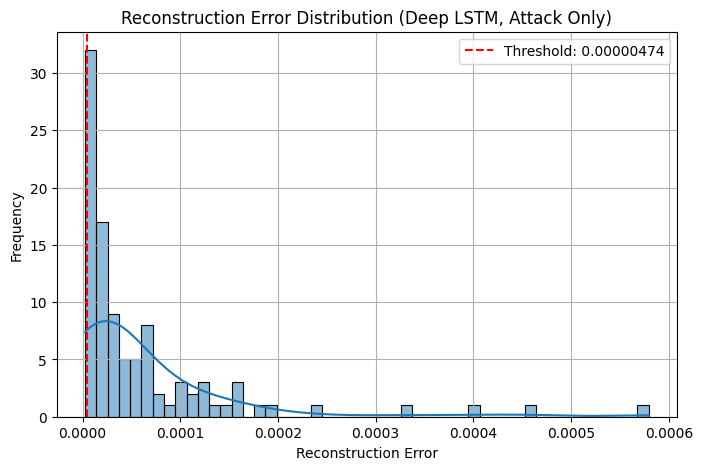 Reconstruction Error Distribution (Deep LSTM, Attack Only)
Threshold: 0.00000474
Frequency
30
25
20
15
10
5
0
0.0000 0.0001 0.0002 0.0003 0.0004 0.0005 0.0006
Reconstruction Error